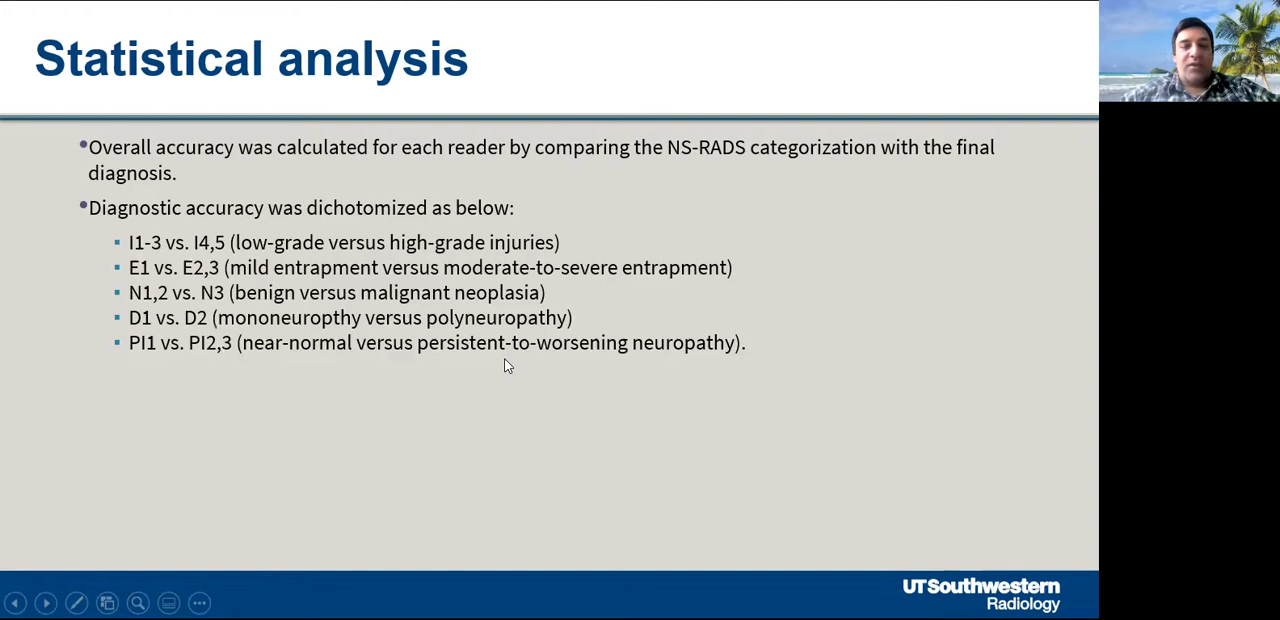 Statistical analysis
•Overall accuracy was calculated for each reader by comparing the NS-RADS categorization with the final
diagnosis.
•Diagnostic accuracy was dichotomized as below:
▪ I1-3 vs. I4,5 (low-grade versus high-grade injuries)
▪ E1 vs. E2,3 (mild entrapment versus moderate-to-severe entrapment)
▪ N1,2 vs. N3 (benign versus malignant neoplasia)
▪ D1 vs. D2 (mononeuropthy versus polyneuropathy)
▪ PI1 vs. PI2,3 (near-normal versus persistent-to-worsening neuropathy).
UTSouthwestern
Radiology